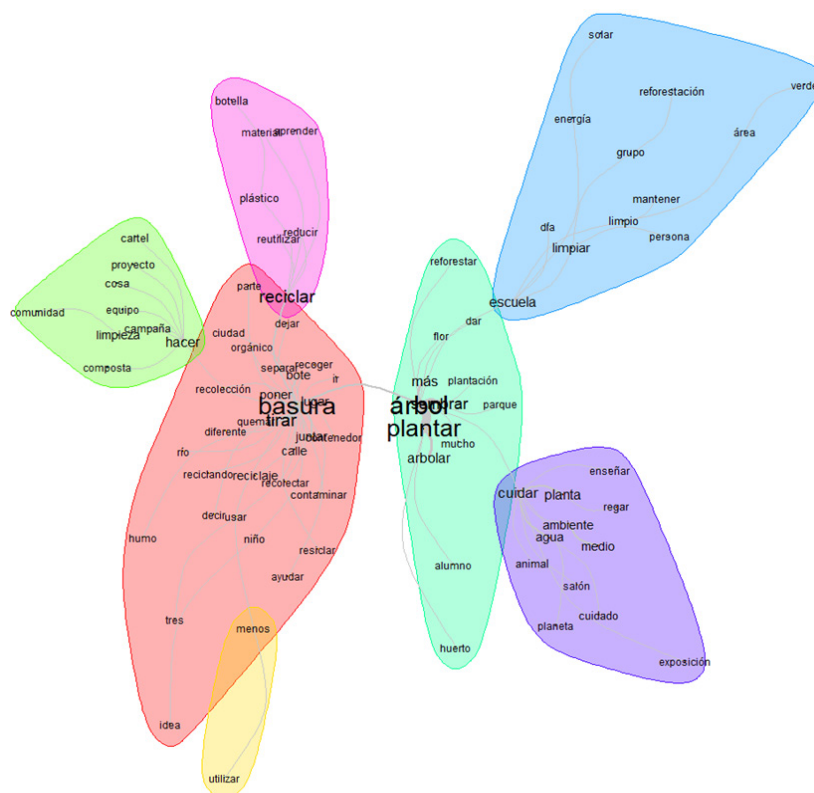 solar
verde
reforestación
botella
energía
área
material
aprender
grupo
plástico
mantener
día
limpio
persona
reutilizar
reducir
limpiar
cartel
proyecto
cosa
comunidad
equipo
campaña
limpieza
hacer
composta
reforestar
escuela
dar
flor
parte
reciclar
dejar
ciudad
orgánico
separar
recoger
bote
ir
recolección
poner
lugar
basura
tirar
quemar
diferente
juntar
contenedor
calle
río
reciclando
reciclaje
recolectar
contaminar
decir
usar
humo
niño
resiclar
ayudar
tres
menos
idea
utilizar
más
plantación
sembrar
árbol
parque
plantar
mucho
arbolar
alumno
huerto
enseñar
cuidar
planta
regar
ambiente
agua
medio
animal
salón
cuidado
planeta
exposición